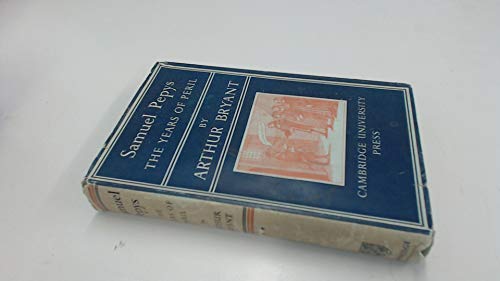 Samuel Pepys
THE YEARS OF PERIL
BY
ARTHUR BRYANT
CAMBRIDGE UNIVERSITY
PRESS